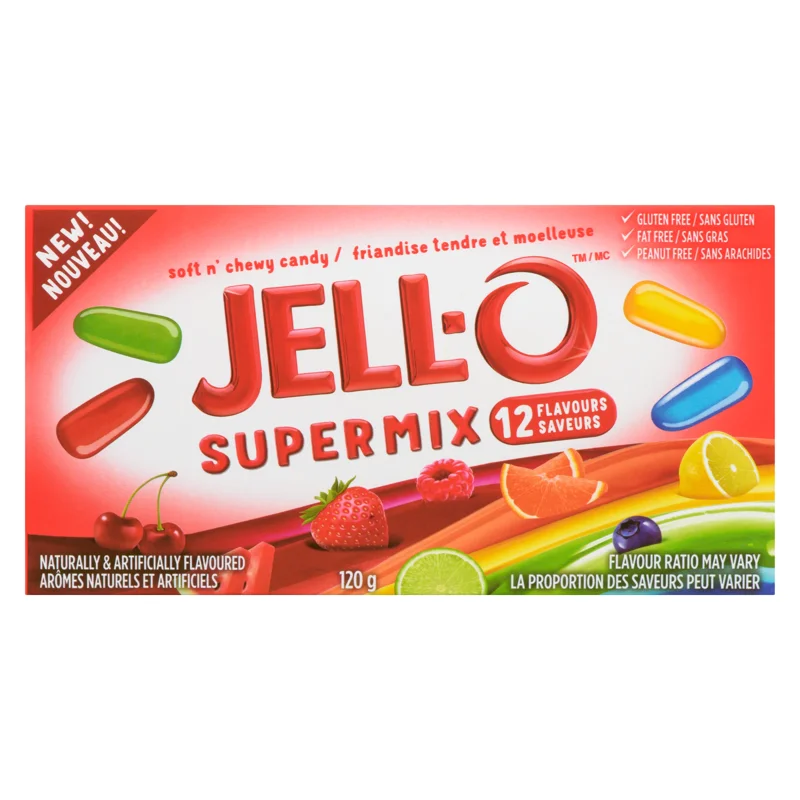 NEW!
NOUVEAU!
soft n' chewy candy / friandise tendre et moelleuse
✓ GLUTEN FREE / SANS GLUTEN
✓ FAT FREE / SANS GRAS
✓ PEANUT FREE / SANS ARACHIDES
JELL-O TM/MC
SUPERMIX
12 FLAVOURS
SAVEURS
NATURALLY & ARTIFICIALLY FLAVOURED
ARÔMES NATURELS ET ARTIFICIELS
120 g
FLAVOUR RATIO MAY VARY
LA PROPORTION DES SAVEURS PEUT VARIER